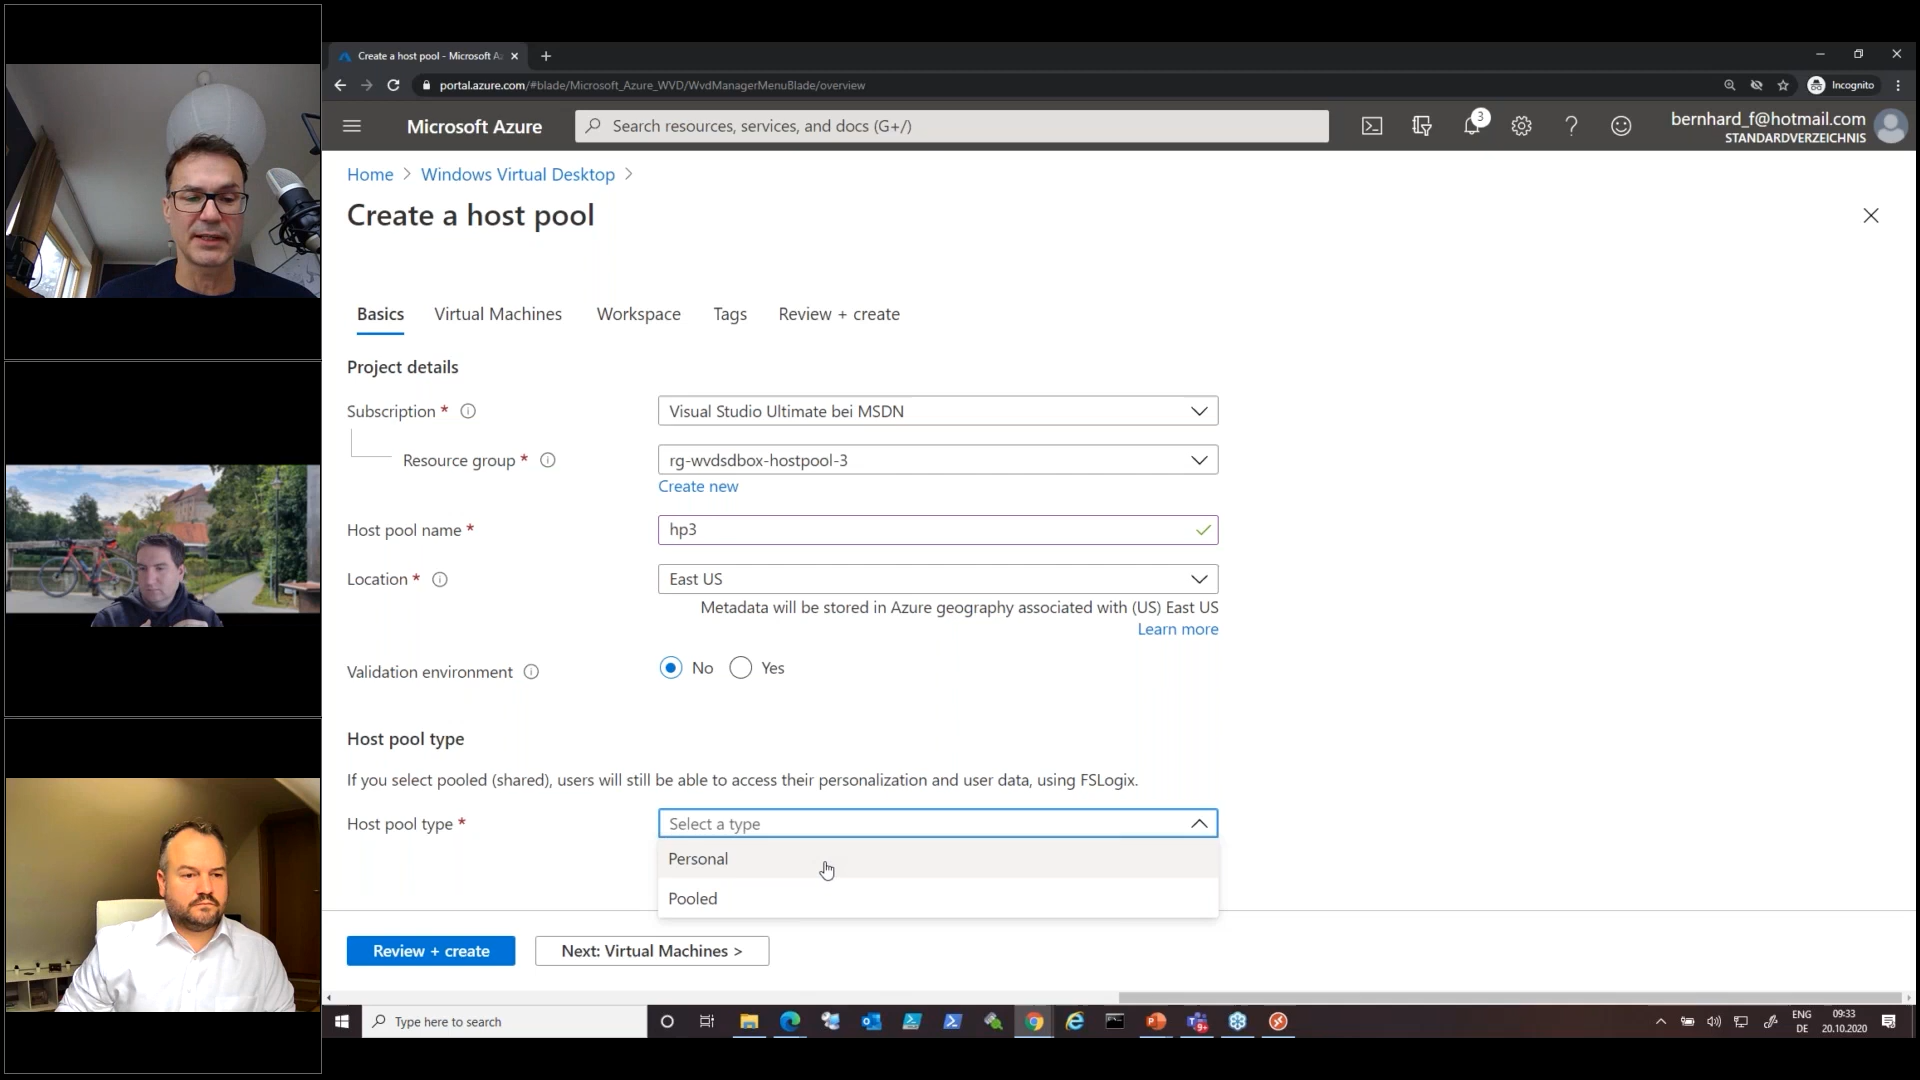 Create a host pool - Microsoft A
portal.azure.com/#blade/Microsoft_Azure_WVD/WvdManagerMenuBlade/overview
Incognito
Microsoft Azure
Search resources, services, and docs (G+/)
3
bernhard_f@hotmail.com
STANDARDVERZEICHNIS
Home > Windows Virtual Desktop >
Create a host pool
Basics
Virtual Machines
Workspace
Tags
Review + create
Project details
Subscription *
Visual Studio Ultimate bei MSDN
Resource group *
rg-wvdsdbox-hostpool-3
Create new
Host pool name *
hp3
Location *
East US
Metadata will be stored in Azure geography associated with (US) East US
Learn more
Validation environment
No
Yes
Host pool type
If you select pooled (shared), users will still be able to access their personalization and user data, using FSLogix.
Host pool type *
Select a type
Personal
Pooled
Review + create
Next: Virtual Machines >
Type here to search
9+
ENG
DE
09:33
20.10.2020